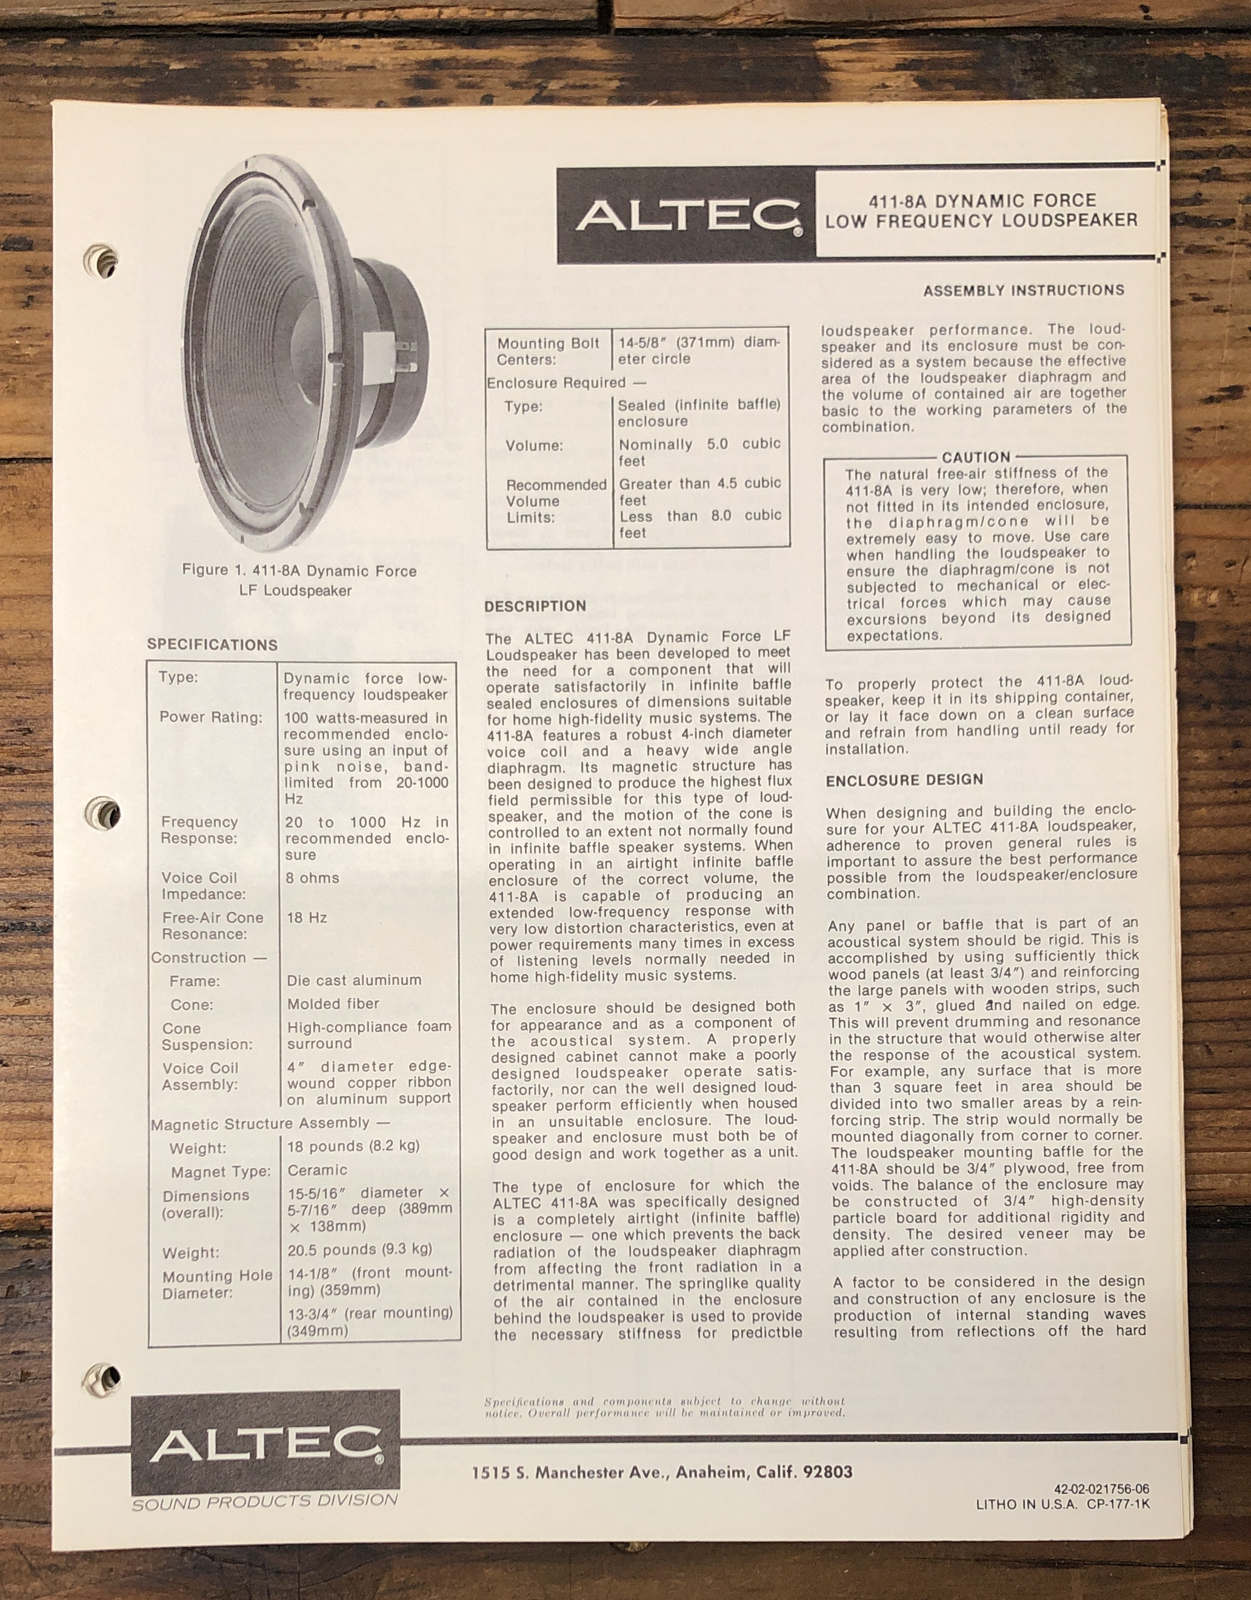 ALTEC®
411-8A DYNAMIC FORCE
LOW FREQUENCY LOUDSPEAKER
ASSEMBLY INSTRUCTIONS
Figure 1. 411-8A Dynamic Force
LF Loudspeaker
SPECIFICATIONS
Type: Dynamic force low-
frequency loudspeaker
Power Rating: 100 watts-measured in
recommended enclo-
sure using an input of
pink noise, band-
limited from 20-1000
Hz
Frequency 20 to 1000 Hz in
Response: recommended enclo-
sure
Voice Coil 8 ohms
Impedance:
Free-Air Cone 18 Hz
Resonance:
Construction —
Frame: Die cast aluminum
Cone: Molded fiber
Cone High-compliance foam
Suspension: surround
Voice Coil 4″ diameter edge-
Assembly: wound copper ribbon
on aluminum support
Magnetic Structure Assembly —
Weight: 18 pounds (8.2 kg)
Magnet Type: Ceramic
Dimensions 15-5/16″ diameter ×
(overall): 5-7/16″ deep (389mm
× 138mm)
Weight: 20.5 pounds (9.3 kg)
Mounting Hole 14-1/8″ (front mount-
Diameter: ing) (359mm)
13-3/4″ (rear mounting)
(349mm)
Mounting Bolt 14-5/8″ (371mm) diam-
Centers: eter circle
Enclosure Required —
Type: Sealed (infinite baffle)
enclosure
Volume: Nominally 5.0 cubic
feet
Recommended Greater than 4.5 cubic
Volume feet
Limits: Less than 8.0 cubic
feet
DESCRIPTION
The ALTEC 411-8A Dynamic Force LF
Loudspeaker has been developed to meet
the need for a component that will
operate satisfactorily in infinite baffle
sealed enclosures of dimensions suitable
for home high-fidelity music systems. The
411-8A features a robust 4-inch diameter
voice coil and a heavy wide angle
diaphragm. Its magnetic structure has
been designed to produce the highest flux
field permissible for this type of loud-
speaker, and the motion of the cone is
controlled to an extent not normally found
in infinite baffle speaker systems. When
operating in an airtight infinite baffle
enclosure of the correct volume, the
411-8A is capable of producing an
extended low-frequency response with
very low distortion characteristics, even at
power requirements many times in excess
of listening levels normally needed in
home high-fidelity music systems.
The enclosure should be designed both
for appearance and as a component of
the acoustical system. A properly
designed cabinet cannot make a poorly
designed loudspeaker operate satis-
factorily, nor can the well designed loud-
speaker perform efficiently when housed
in an unsuitable enclosure. The loud-
speaker and enclosure must both be of
good design and work together as a unit.
The type of enclosure for which the
ALTEC 411-8A was specifically designed
is a completely airtight (infinite baffle)
enclosure — one which prevents the back
radiation of the loudspeaker diaphragm
from affecting the front radiation in a
detrimental manner. The springlike quality
of the air contained in the enclosure
behind the loudspeaker is used to provide
the necessary stiffness for predictble
loudspeaker performance. The loud-
speaker and its enclosure must be con-
sidered as a system because the effective
area of the loudspeaker diaphragm and
the volume of contained air are together
basic to the working parameters of the
combination.
CAUTION
The natural free-air stiffness of the
411-8A is very low; therefore, when
not fitted in its intended enclosure,
the diaphragm/cone will be
extremely easy to move. Use care
when handling the loudspeaker to
ensure the diaphragm/cone is not
subjected to mechanical or elec-
trical forces which may cause
excursions beyond its designed
expectations.
To properly protect the 411-8A loud-
speaker, keep it in its shipping container,
or lay it face down on a clean surface
and refrain from handling until ready for
installation.
ENCLOSURE DESIGN
When designing and building the enclo-
sure for your ALTEC 411-8A loudspeaker,
adherence to proven general rules is
important to assure the best performance
possible from the loudspeaker/enclosure
combination.
Any panel or baffle that is part of an
acoustical system should be rigid. This is
accomplished by using sufficiently thick
wood panels (at least 3/4″) and reinforcing
the large panels with wooden strips, such
as 1″ × 3″, glued and nailed on edge.
This will prevent drumming and resonance
in the structure that would otherwise alter
the response of the acoustical system.
For example, any surface that is more
than 3 square feet in area should be
divided into two smaller areas by a rein-
forcing strip. The strip would normally be
mounted diagonally from corner to corner.
The loudspeaker mounting baffle for the
411-8A should be 3/4″ plywood, free from
voids. The balance of the enclosure may
be constructed of 3/4″ high-density
particle board for additional rigidity and
density. The desired veneer may be
applied after construction.
A factor to be considered in the design
and construction of any enclosure is the
production of internal standing waves
resulting from reflections off the hard
Specifications and components subject to change without
notice. Overall performance will be maintained or improved.
ALTEC®
SOUND PRODUCTS DIVISION
1515 S. Manchester Ave., Anaheim, Calif. 92803
42-02-021756-06
LITHO IN U.S.A. CP-177-1K